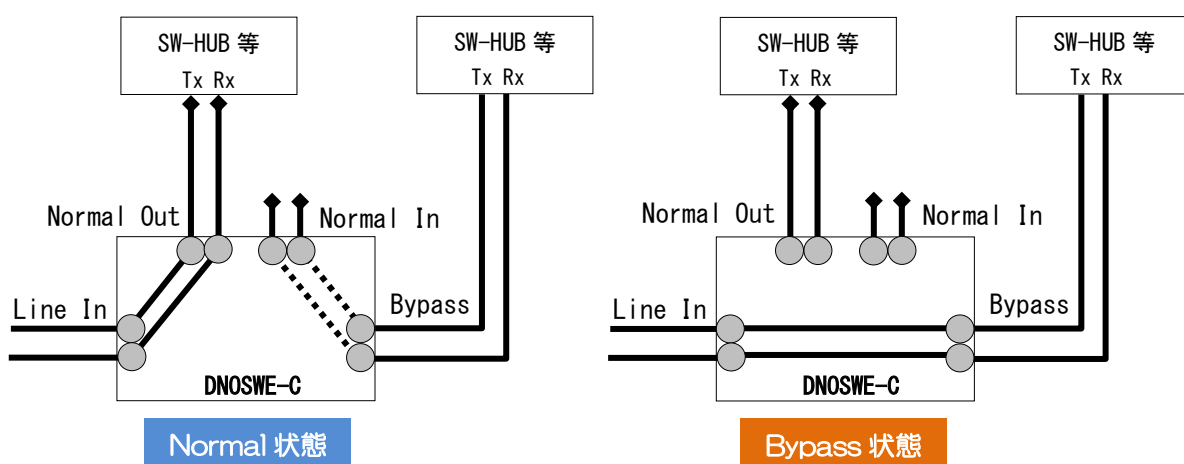 SW-HUB 等
Tx Rx
SW-HUB 等
Tx Rx
Normal Out
Normal In
Line In
Bypass
DNOSWE-C
Normal 状態
SW-HUB 等
Tx Rx
SW-HUB 等
Tx Rx
Normal Out
Normal In
Line In
Bypass
DNOSWE-C
Bypass 状態